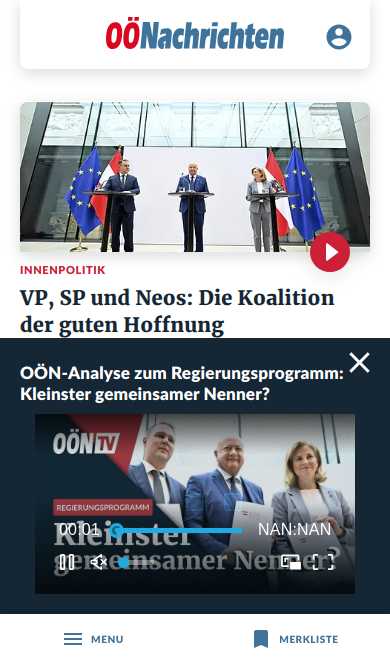 OÖNachrichten
INNENPOLITIK
VP, SP und Neos: Die Koalition
der guten Hoffnung
OÖN-Analyse zum Regierungsprogramm:
Kleinster gemeinsamer Nenner?
OÖN TV
REGIERUNGSPROGRAMM
00:01
NAN:NAN
Kleinster
gemeinsamer Nenner?
MENU
MERKLISTE